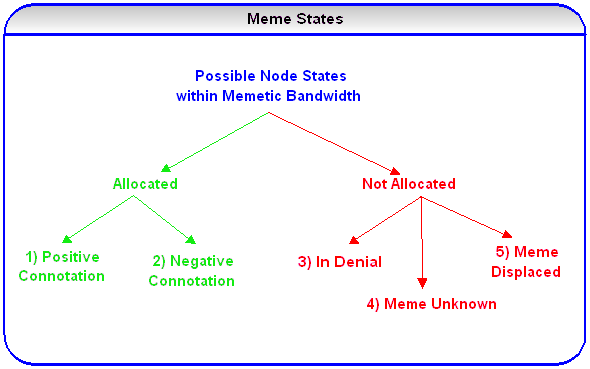 Meme States
Possible Node States
within Memetic Bandwidth
Allocated
Not Allocated
1) Positive
Connotation
2) Negative
Connotation
3) In Denial
4) Meme Unknown
5) Meme
Displaced